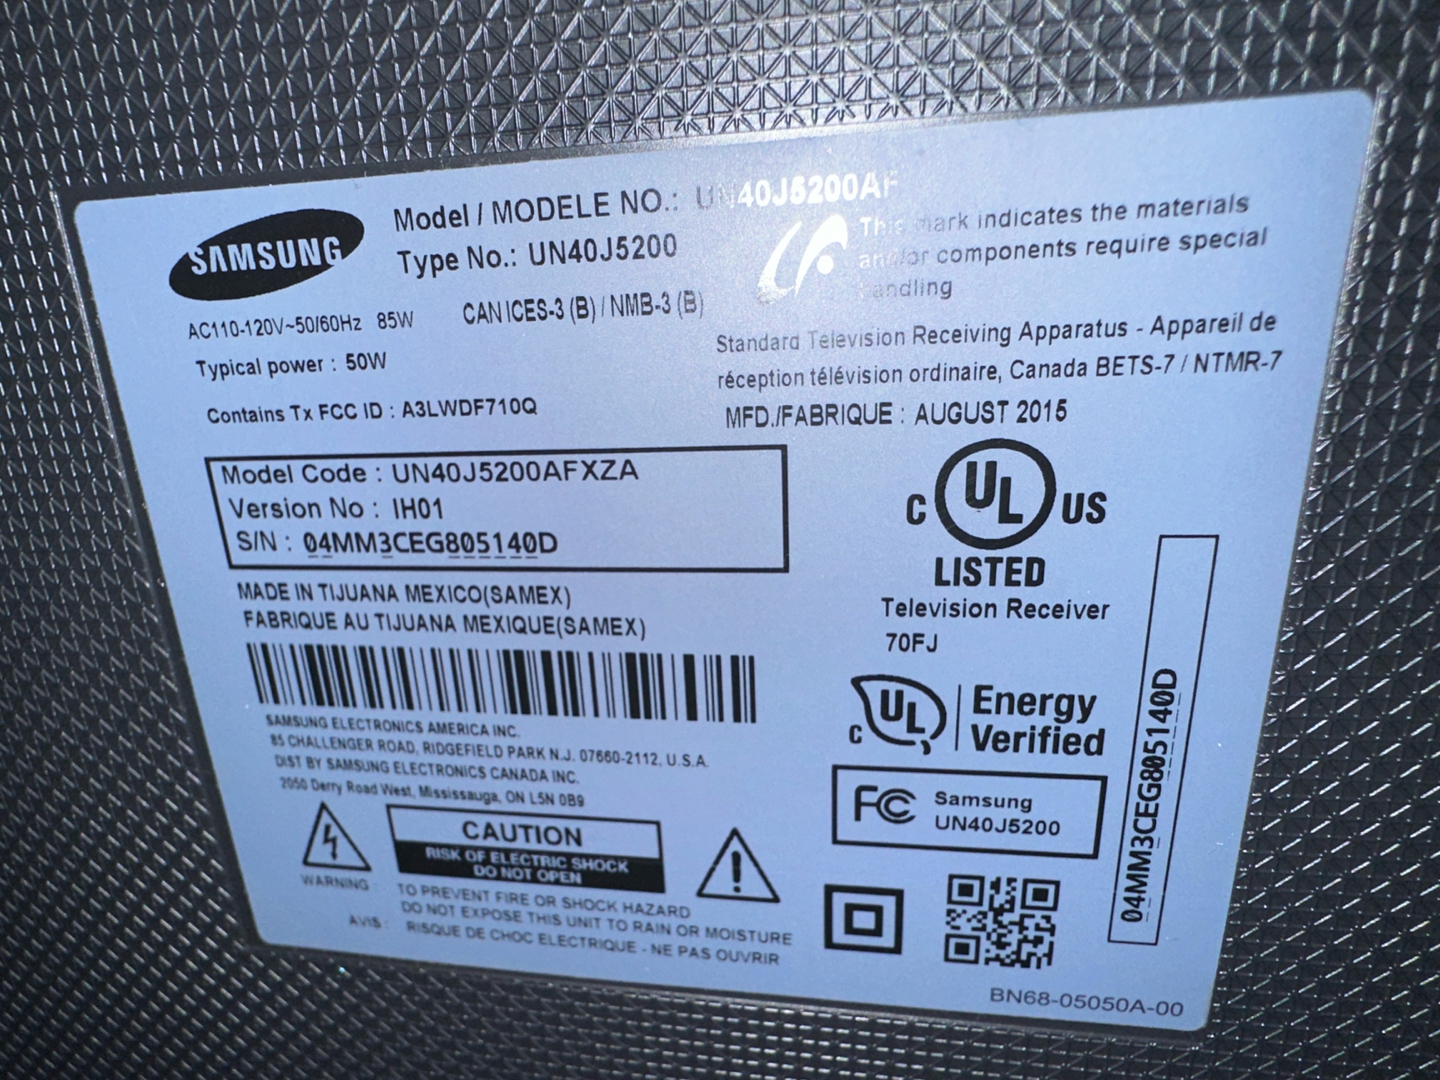 SAMSUNG
Model / MODELE NO.: UN40J5200AF
Type No.: UN40J5200
This mark indicates the materials
and/or components require special
handling
AC110-120V~50/60Hz 85W
CAN ICES-3 (B) / NMB-3 (B)
Typical power : 50W
Contains Tx FCC ID : A3LWDF710Q
Standard Television Receiving Apparatus - Appareil de
réception télévision ordinaire, Canada BETS-7 / NTMR-7
MFD./FABRIQUE : AUGUST 2015
Model Code : UN40J5200AFXZA
Version No : IH01
S/N : 04MM3CEG805140D
C UL US
LISTED
Television Receiver
70FJ
MADE IN TIJUANA MEXICO(SAMEX)
FABRIQUE AU TIJUANA MEXIQUE(SAMEX)
SAMSUNG ELECTRONICS AMERICA INC.
85 CHALLENGER ROAD, RIDGEFIELD PARK N.J. 07660-2112, U.S.A.
DIST BY SAMSUNG ELECTRONICS CANADA INC.
2050 Derry Road West, Mississauga, ON L5N 0B9
C UL
Energy
Verified
FC Samsung
UN40J5200
04MM3CEG805140D
CAUTION
RISK OF ELECTRIC SHOCK
DO NOT OPEN
WARNING : TO PREVENT FIRE OR SHOCK HAZARD
DO NOT EXPOSE THIS UNIT TO RAIN OR MOISTURE
AVIS : RISQUE DE CHOC ELECTRIQUE - NE PAS OUVRIR
BN68-05050A-00